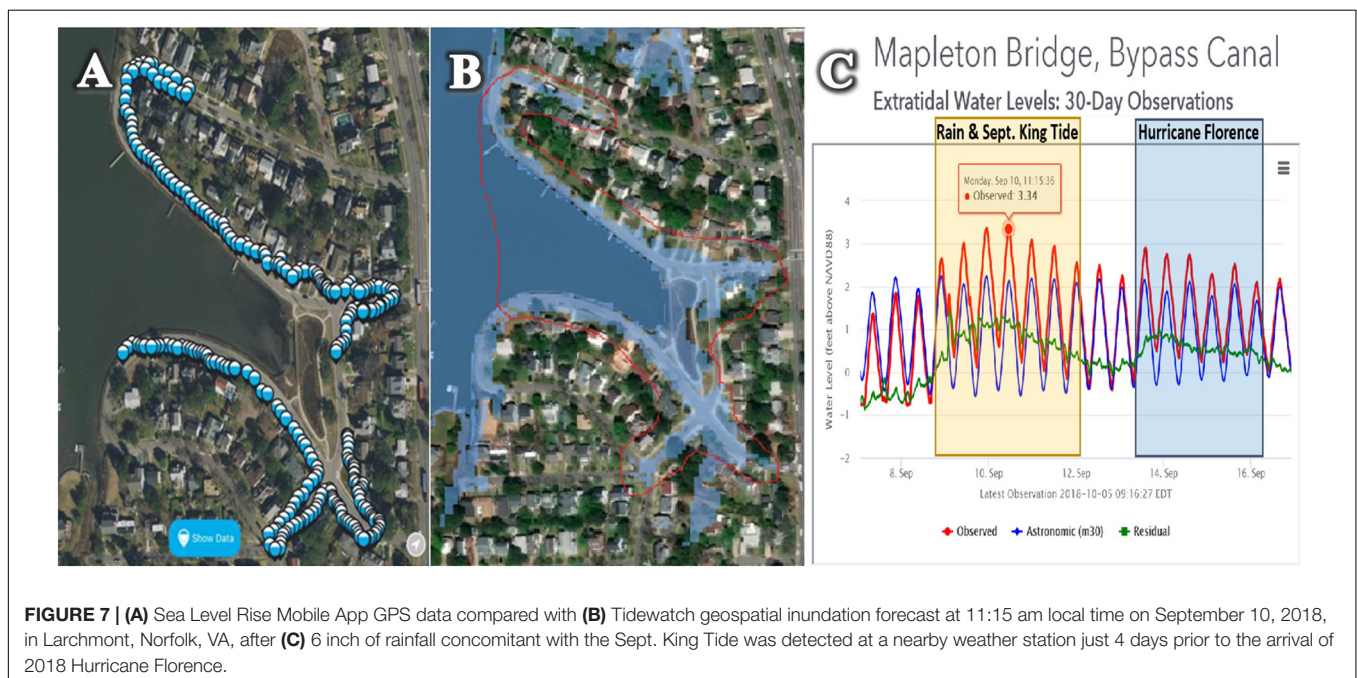 A
Show Data
B
C
Mapleton Bridge, Bypass Canal
Extratidal Water Levels: 30-Day Observations
Rain & Sept. King Tide
Hurricane Florence
Monday, Sep 10, 11:15:36
Observed: 3.34
Water Level (feet above NAVD88)
4
3
2
1
0
-1
-2
8. Sep
10. Sep
12. Sep
14. Sep
16. Sep
Latest Observation 2018-10-05 09:16:27 EDT
Observed
Astronomic (m30)
Residual
FIGURE 7 | (A) Sea Level Rise Mobile App GPS data compared with (B) Tidewatch geospatial inundation forecast at 11:15 am local time on September 10, 2018,
in Larchmont, Norfolk, VA, after (C) 6 inch of rainfall concomitant with the Sept. King Tide was detected at a nearby weather station just 4 days prior to the arrival of
2018 Hurricane Florence.